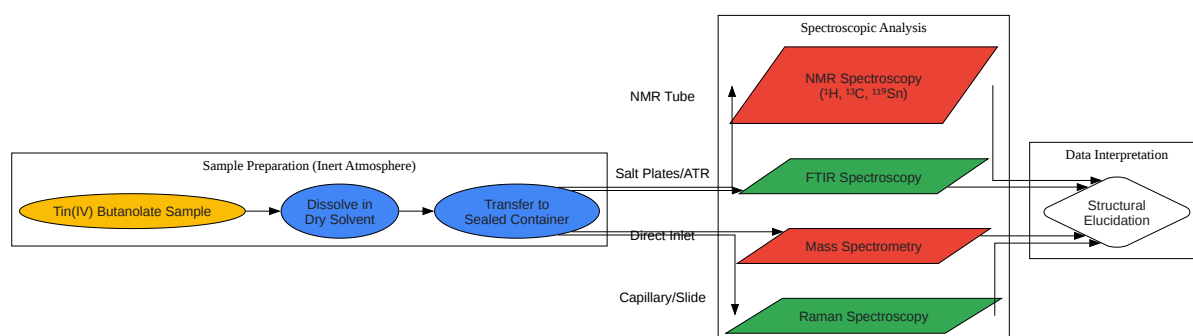 Spectroscopic Analysis
NMR Spectroscopy
(¹H, ¹³C, ¹¹⁹Sn)
NMR Tube
Sample Preparation (Inert Atmosphere)
Data Interpretation
Salt Plates/ATR
FTIR Spectroscopy
Tin(IV) Butanolate Sample
Dissolve in
Dry Solvent
Transfer to
Sealed Container
Structural
Elucidation
Direct Inlet
Mass Spectrometry
Capillary/Slide
Raman Spectroscopy